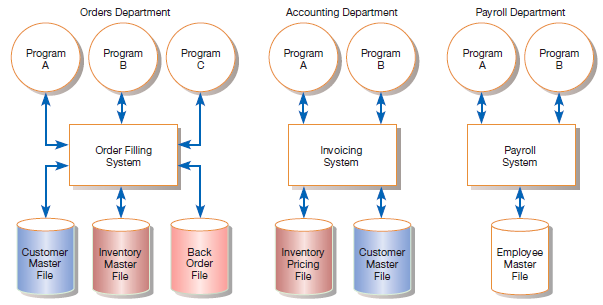 Orders Department
Accounting Department
Payroll Department
Program
A
Program
B
Program
C
Program
A
Program
B
Program
A
Program
B
Order Filling
System
Invoicing
System
Payroll
System
Customer
Master
File
Inventory
Master
File
Back
Order
File
Inventory
Pricing
File
Customer
Master
File
Employee
Master
File